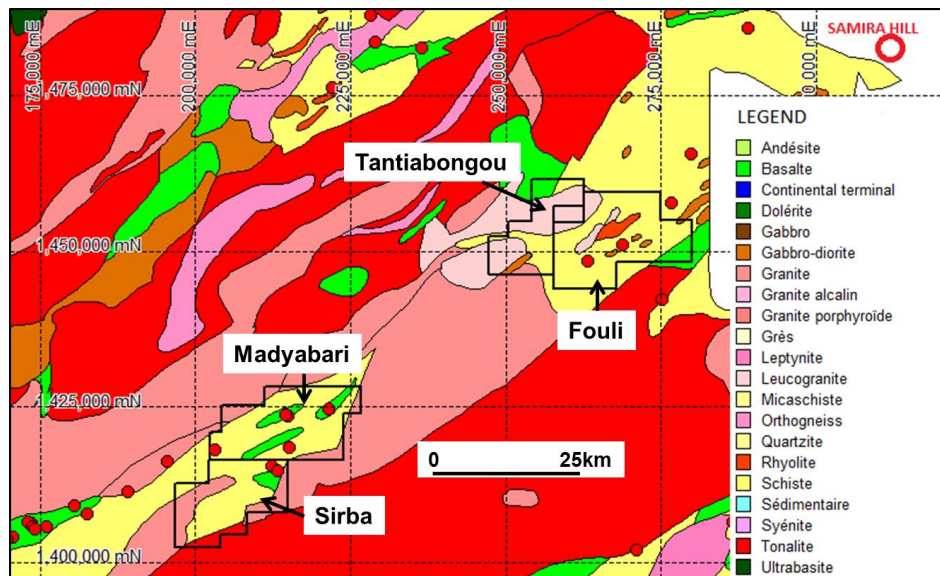 175,000 mE
200,000 mE
225,000 mE
250,000 mE
275,000 mE
0 mE
SAMIRA HILL
1,475,000 mN
1,450,000 mN
1,425,000 mN
1,400,000 mN
Tantiabongou
Fouli
Madyabari
Sirba
0 25km
LEGEND
Andésite
Basalte
Continental terminal
Dolérite
Gabbro
Gabbro-diorite
Granite
Granite alcalin
Granite porphyroïde
Grès
Leptynite
Leucogranite
Micaschiste
Orthogneiss
Quartzite
Rhyolite
Schiste
Sédimentaire
Syénite
Tonalite
Ultrabasite